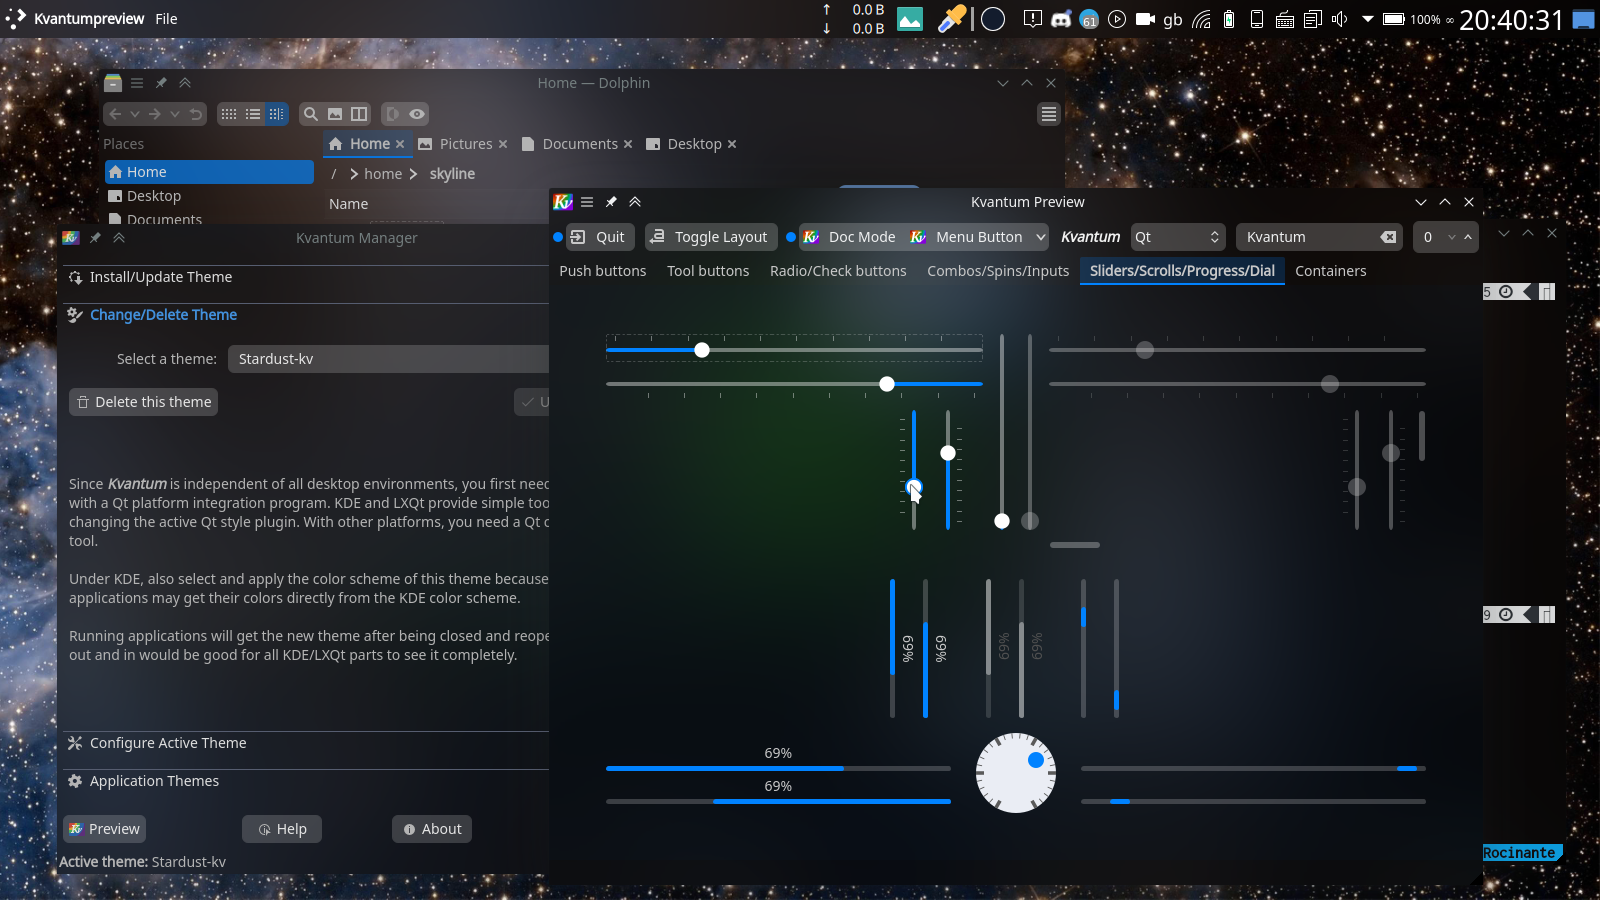 Kvantumpreview File
↑ 0.0 B
↓ 0.0 B
61
gb
100% ∞ 20:40:31
Home — Dolphin
Places
Home
Pictures
Documents
Desktop
Home
/ > home > skyline
Desktop
Documents
Name
Kvantum Manager
Install/Update Theme
Change/Delete Theme
Select a theme: Stardust-kv
Delete this theme
U
Since Kvantum is independent of all desktop environments, you first nee
with a Qt platform integration program. KDE and LXQt provide simple too
changing the active Qt style plugin. With other platforms, you need a Qt c
tool.
Under KDE, also select and apply the color scheme of this theme because
applications may get their colors directly from the KDE color scheme.
Running applications will get the new theme after being closed and reope
out and in would be good for all KDE/LXQt parts to see it completely.
Configure Active Theme
Application Themes
Preview
Help
About
Active theme: Stardust-kv
Kv Kvantum Preview
Quit
Toggle Layout
Kv Doc Mode
Kv Menu Button
Kvantum
Qt
Kvantum
0
Push buttons
Tool buttons
Radio/Check buttons
Combos/Spins/Inputs
Sliders/Scrolls/Progress/Dial
Containers
69%
69%
69%
69%
69%
69%
5
9
Rocinante